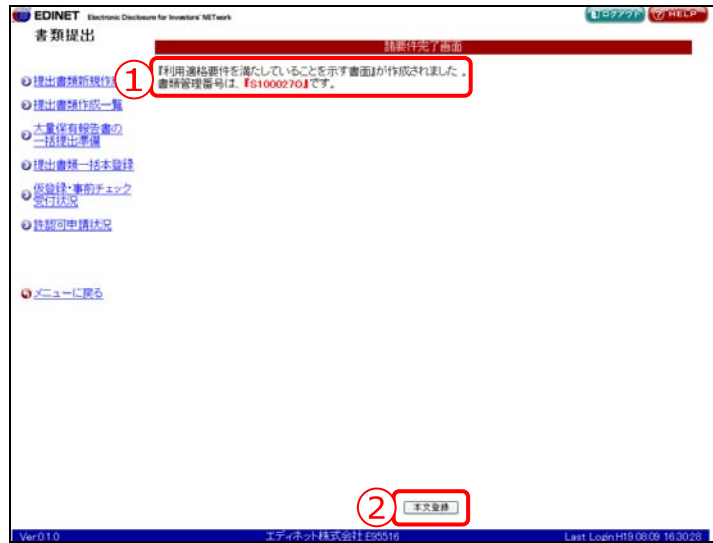 EDINET Electronic Disclosure for Investors' NETwork
ログアウト
HELP
書類提出
諸要件完了画面
①
『利用適格要件を満たしていることを示す書面』が作成されました 。
書類管理番号は、『S1000270』です。
提出書類新規作
提出書類作成一覧
大量保有報告書の
一括提出準備
提出書類一括本登録
仮登録・事前チェック
受付状況
許認可申請状況
メニューに戻る
②
本文登録
Ver.0.1.0
エディネット株式会社 E95516
Last Login:H19.08.09 16:30:28